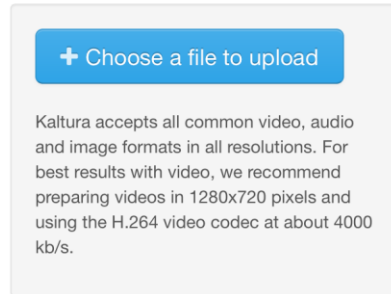 + Choose a file to upload
Kaltura accepts all common video, audio
and image formats in all resolutions. For
best results with video, we recommend
preparing videos in 1280x720 pixels and
using the H.264 video codec at about 4000
kb/s.